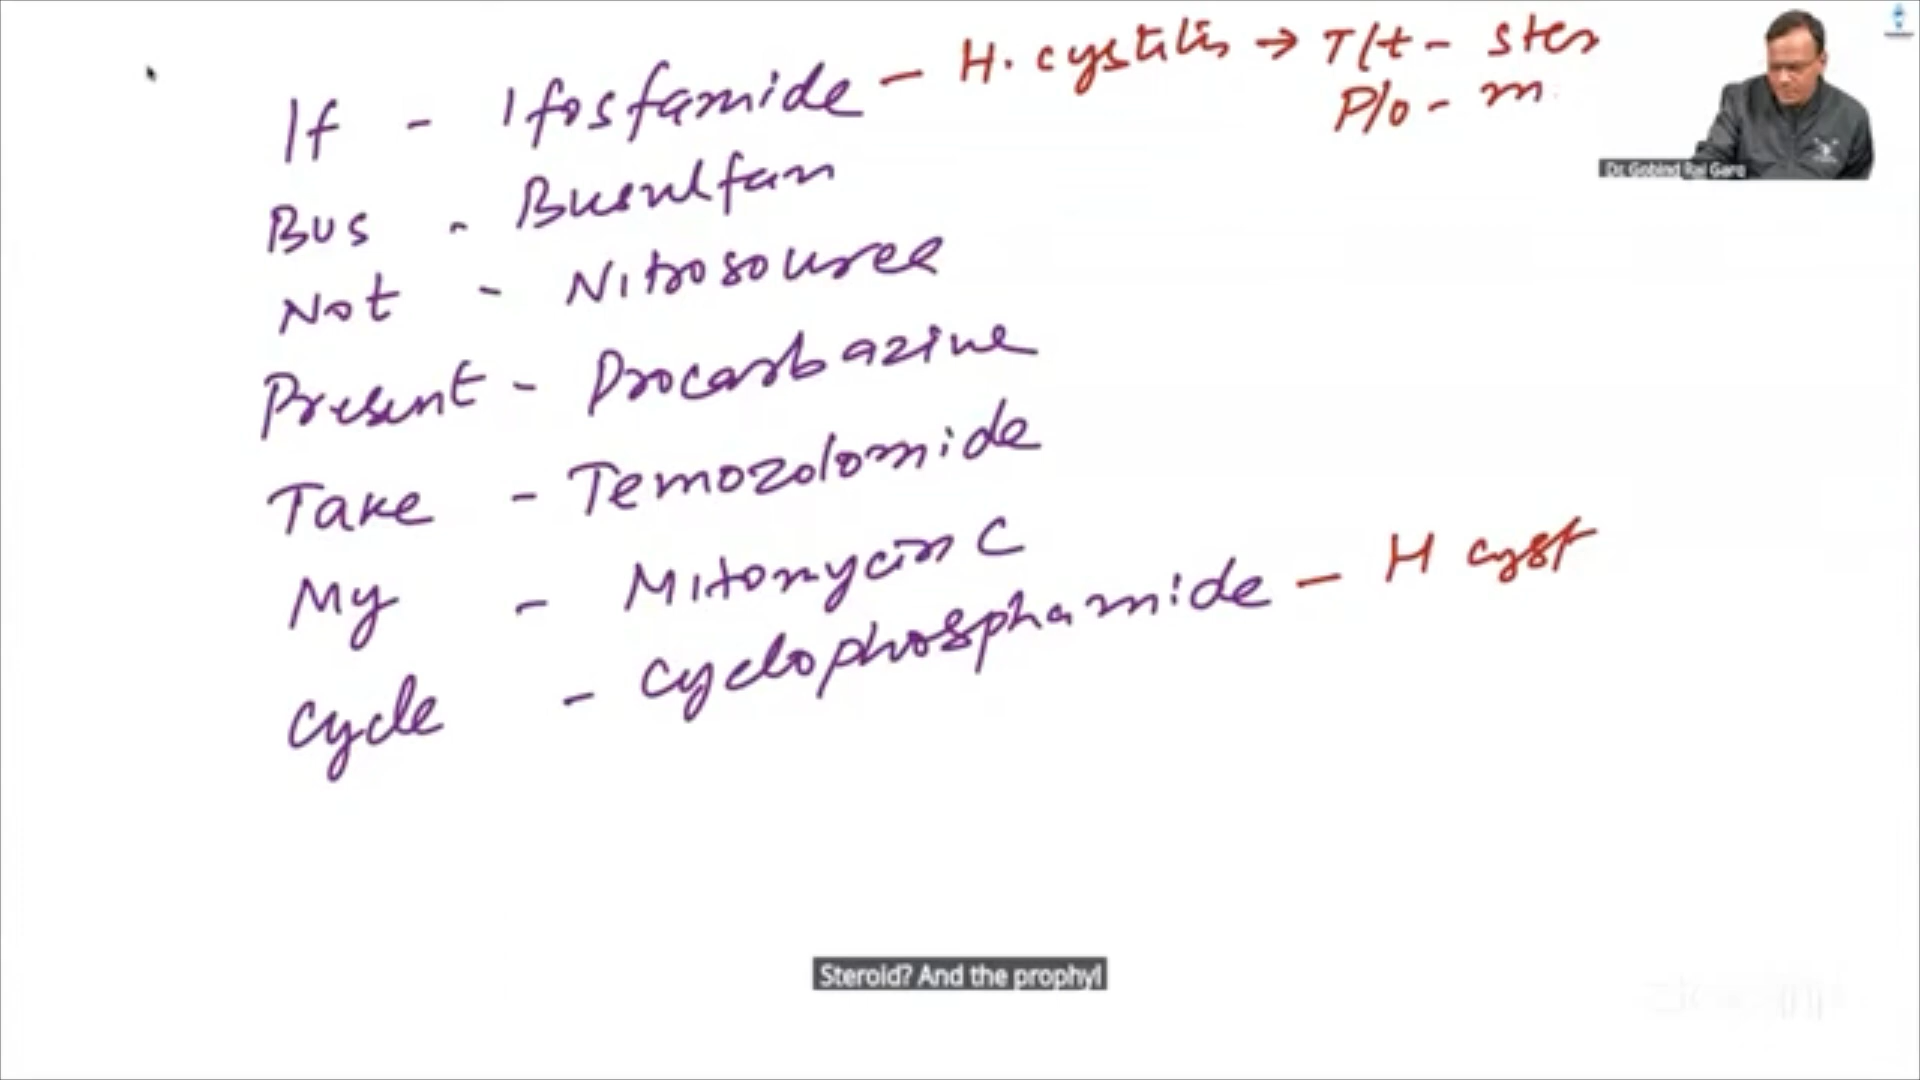 If - Ifosfamide - H. cystitis → T/t - ster
P/o - m
Bus - Busulfan
Not - Nitrosourea
Present - Procarbazine
Take - Temozolomide
My - Mitomycin C
Cycle - Cyclophosphamide - H cyst
Dr Gobind Rai Garg
Steroid? And the prophyl